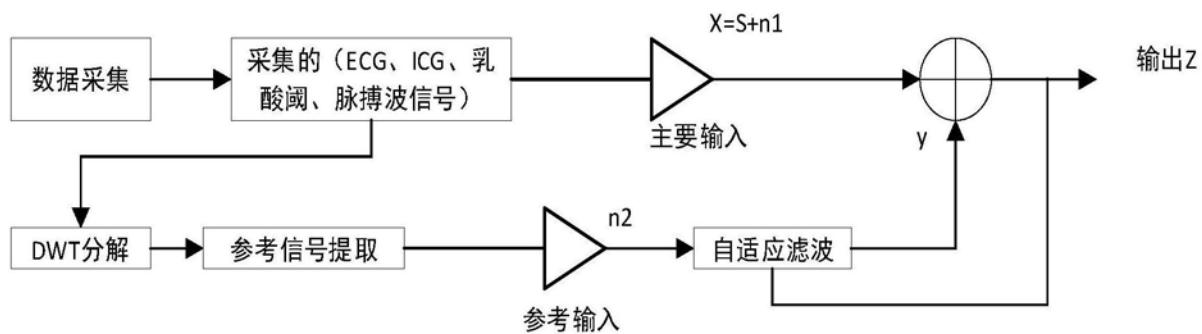 X=S+n1
数据采集
采集的（ECG、ICG、乳
酸阈、脉搏波信号）
输出Z
主要输入
y
DWT分解
参考信号提取
n2
自适应滤波
参考输入